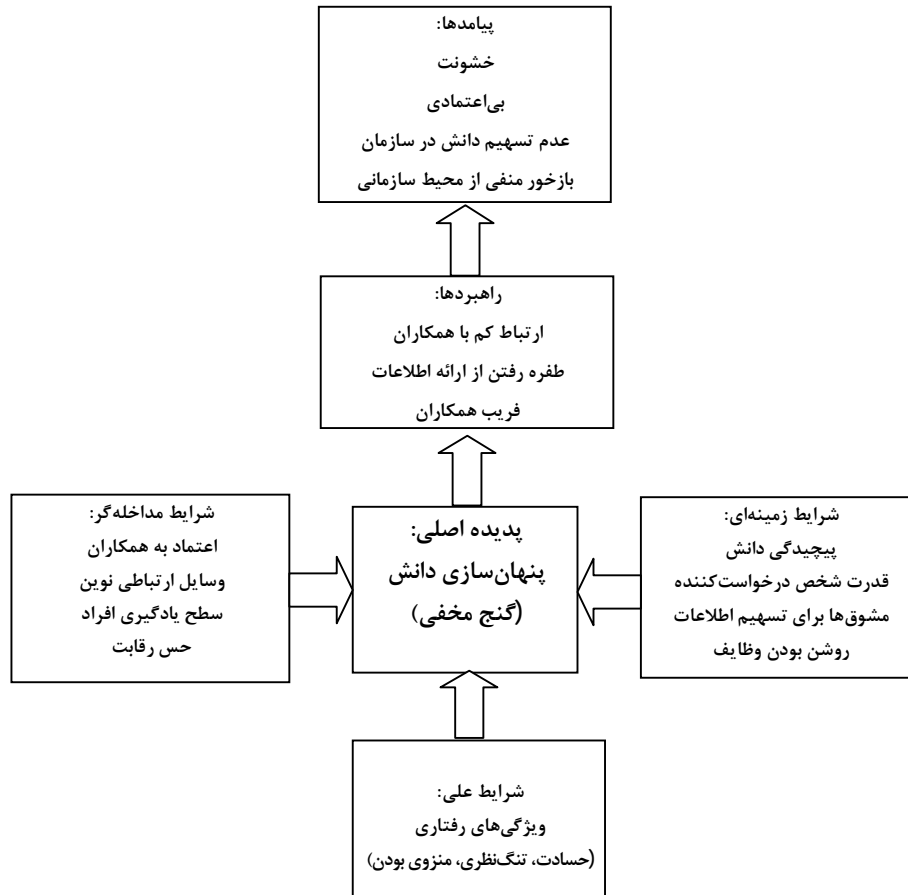 پیامدها:
خشونت
بی‌اعتمادی
عدم تسهیم دانش در سازمان
بازخور منفی از محیط سازمانی
راهبردها:
ارتباط کم با همکاران
طفره رفتن از ارائه اطلاعات
فریب همکاران
شرایط زمینه‌ای:
پیچیدگی دانش
قدرت شخص درخواست‌کننده
مشوق‌ها برای تسهیم اطلاعات
روشن بودن وظایف
پدیده اصلی:
پنهان‌سازی دانش
(گنج مخفی)
شرایط مداخله‌گر:
اعتماد به همکاران
وسایل ارتباطی نوین
سطح یادگیری افراد
حس رقابت
شرایط علی:
ویژگی‌های رفتاری
(حسادت، تنگ‌نظری، منزوی بودن)